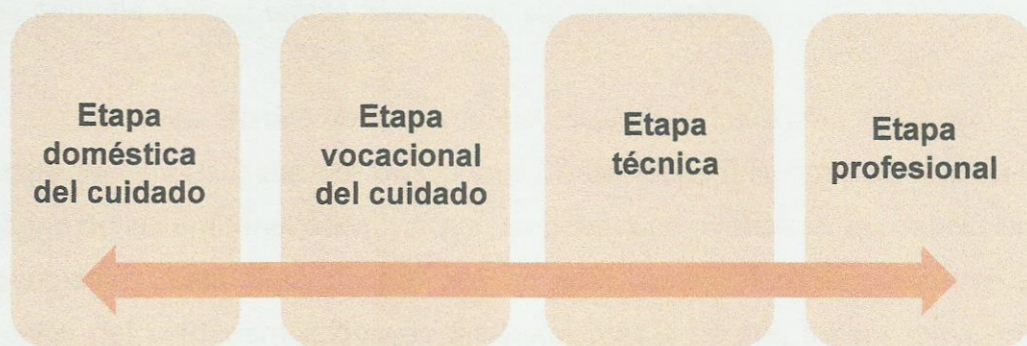 Etapa
doméstica
del cuidado
Etapa
vocacional
del cuidado
Etapa
técnica
Etapa
profesional